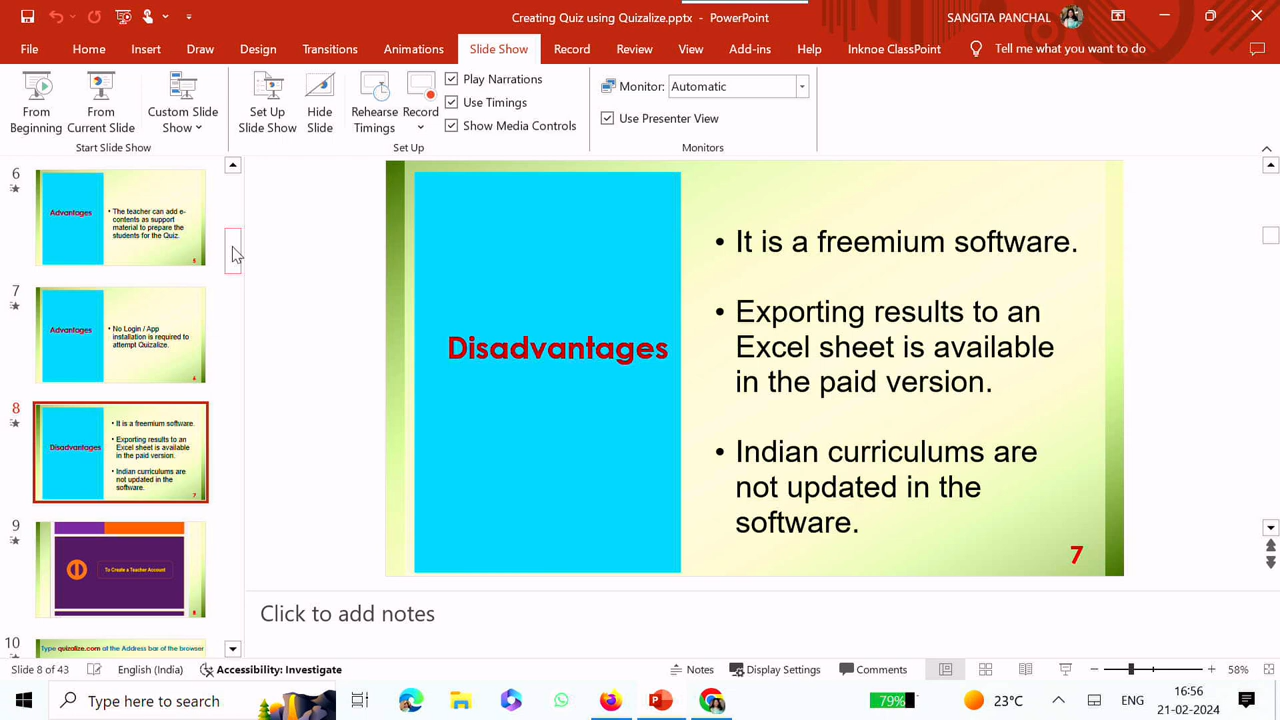 Creating Quiz using Quizalize.pptx - PowerPoint
SANGITA PANCHAL
File Home Insert Draw Design Transitions Animations Slide Show Record Review View Add-ins Help Inknoe ClassPoint Tell me what you want to do
From Beginning
From Current Slide
Custom Slide Show
Set Up Slide Show
Hide Slide
Rehearse Timings
Record
Play Narrations
Use Timings
Show Media Controls
Monitor: Automatic
Use Presenter View
Start Slide Show
Set Up
Monitors
6
Advantages
• The teacher can add e-
contents as support
material to prepare the
students for the Quiz.
5
7
Advantages
• No Login / App
installation is required to
attempt Quizalize.
6
8
Disadvantages
• It is a freemium software.
• Exporting results to an
Excel sheet is available
in the paid version.
• Indian curriculums are
not updated in the
software.
7
9
To Create a Teacher Account
8
10
Type quizalize.com at the Address bar of the browser
Disadvantages
• It is a freemium software.
• Exporting results to an
Excel sheet is available
in the paid version.
• Indian curriculums are
not updated in the
software.
7
Click to add notes
Slide 8 of 43
English (India)
Accessibility: Investigate
Notes
Display Settings
Comments
58%
Type here to search
79%
23°C
ENG
16:56
21-02-2024